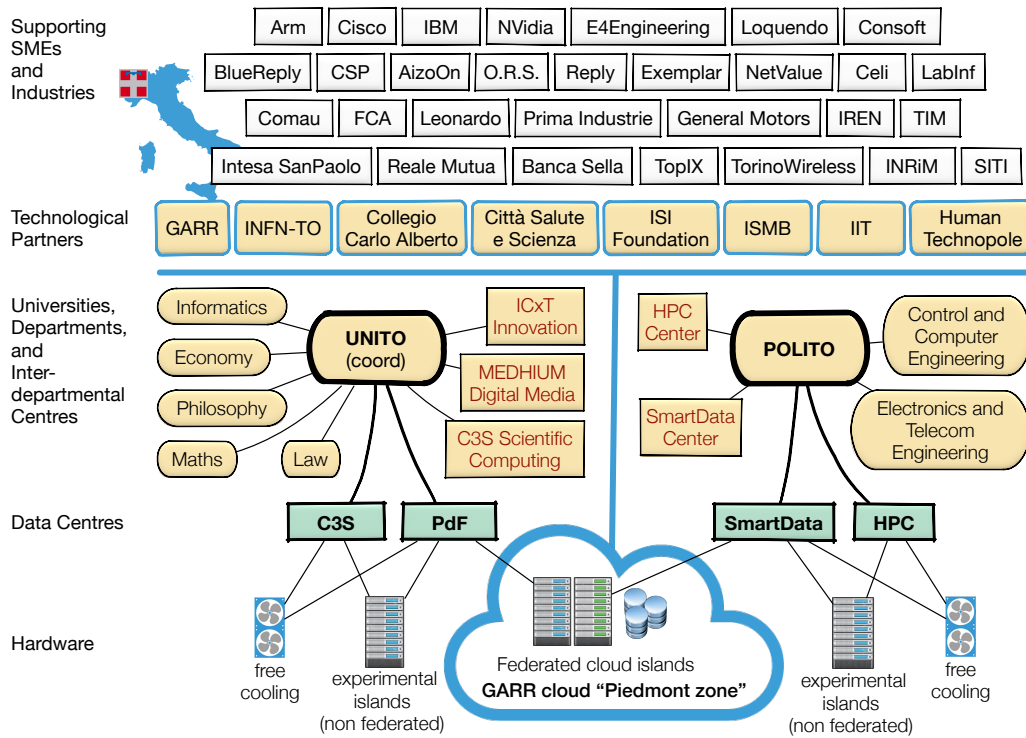 Supporting
SMEs
and
Industries
Arm
Cisco
IBM
NVidia
E4Engineering
Loquendo
Consoft
BlueReply
CSP
AizoOn
O.R.S.
Reply
Exemplar
NetValue
Celi
LabInf
Comau
FCA
Leonardo
Prima Industrie
General Motors
IREN
TIM
Intesa SanPaolo
Reale Mutua
Banca Sella
TopIX
TorinoWireless
INRiM
SITI
Technological
Partners
GARR
INFN-TO
Collegio
Carlo Alberto
Città Salute
e Scienza
ISI
Foundation
ISMB
IIT
Human
Technopole
Universities,
Departments,
and
Inter-
departmental
Centres
Informatics
Economy
Philosophy
Maths
Law
UNITO
(coord)
ICxT
Innovation
MEDHIUM
Digital Media
C3S Scientific
Computing
HPC
Center
SmartData
Center
POLITO
Control and
Computer
Engineering
Electronics and
Telecom
Engineering
Data Centres
C3S
PdF
SmartData
HPC
Hardware
free
cooling
experimental
islands
(non federated)
Federated cloud islands
GARR cloud “Piedmont zone”
experimental
islands
(non federated)
free
cooling